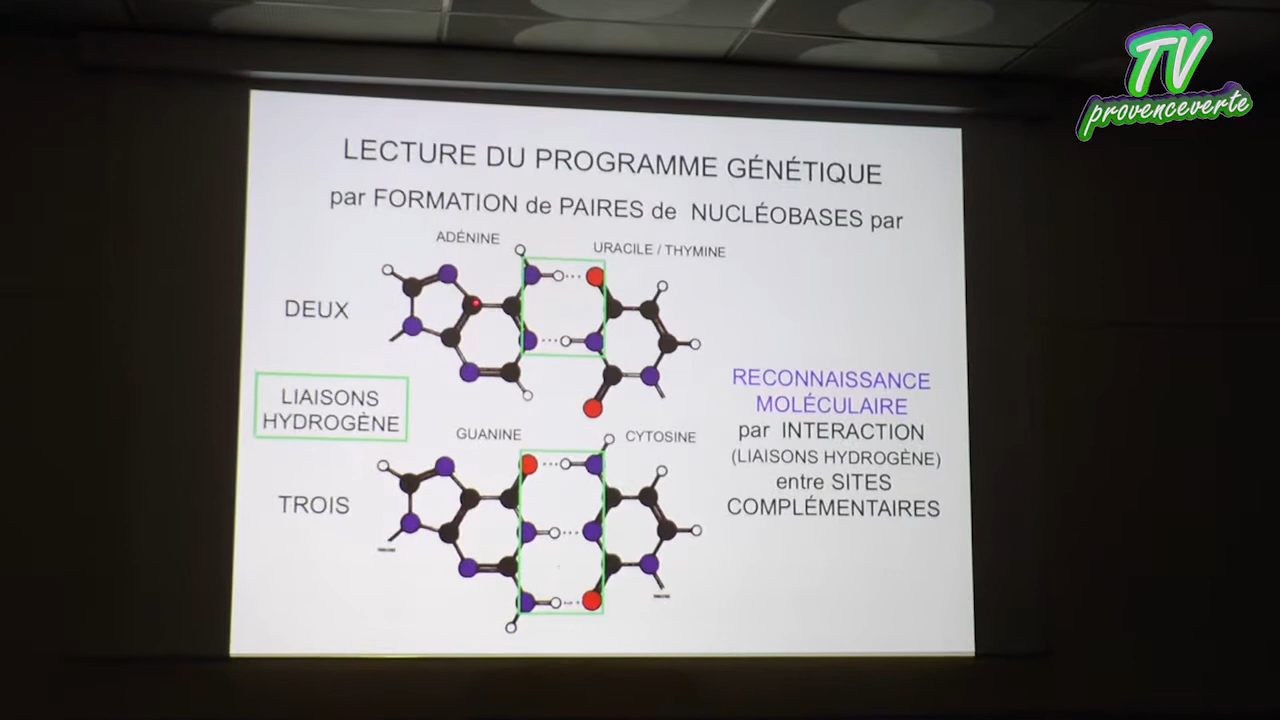 TV
provenceverte
LECTURE DU PROGRAMME GÉNÉTIQUE
par FORMATION de PAIRES de NUCLÉOBASES par
ADÉNINE
URACILE / THYMINE
DEUX
LIAISONS
HYDROGÈNE
RECONNAISSANCE
MOLÉCULAIRE
par INTERACTION
(LIAISONS HYDROGÈNE)
entre SITES
COMPLÉMENTAIRES
GUANINE
CYTOSINE
TROIS